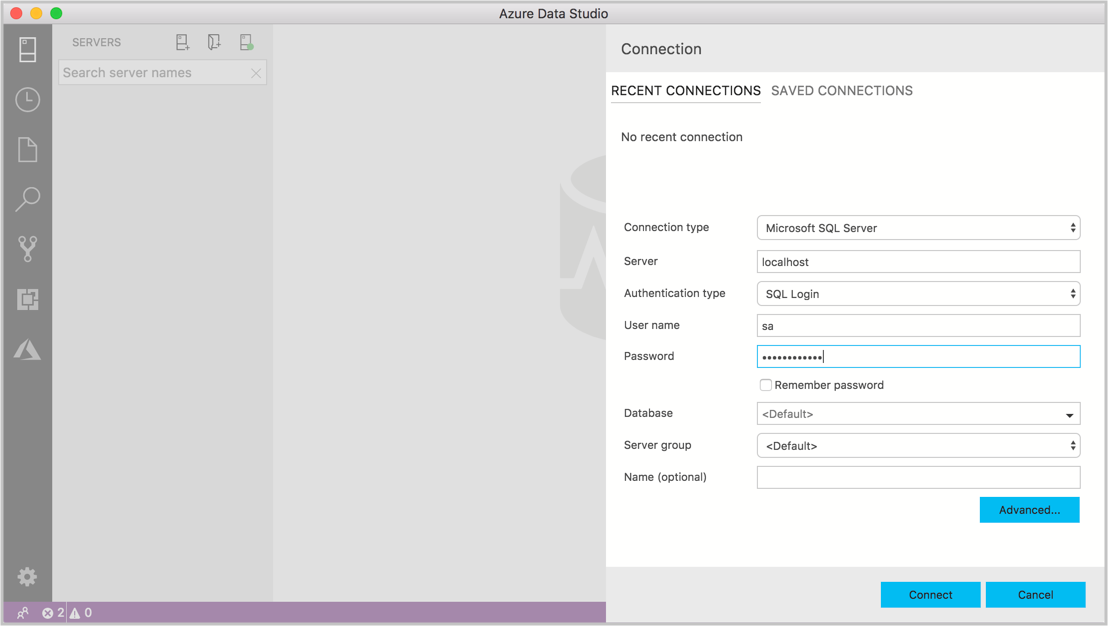 Azure Data Studio
SERVERS
Search server names
Connection
RECENT CONNECTIONS SAVED CONNECTIONS
No recent connection
Connection type Microsoft SQL Server
Server localhost
Authentication type SQL Login
User name sa
Password ••••••••••••
Remember password
Database <Default>
Server group <Default>
Name (optional)
Advanced...
Connect Cancel
2 0